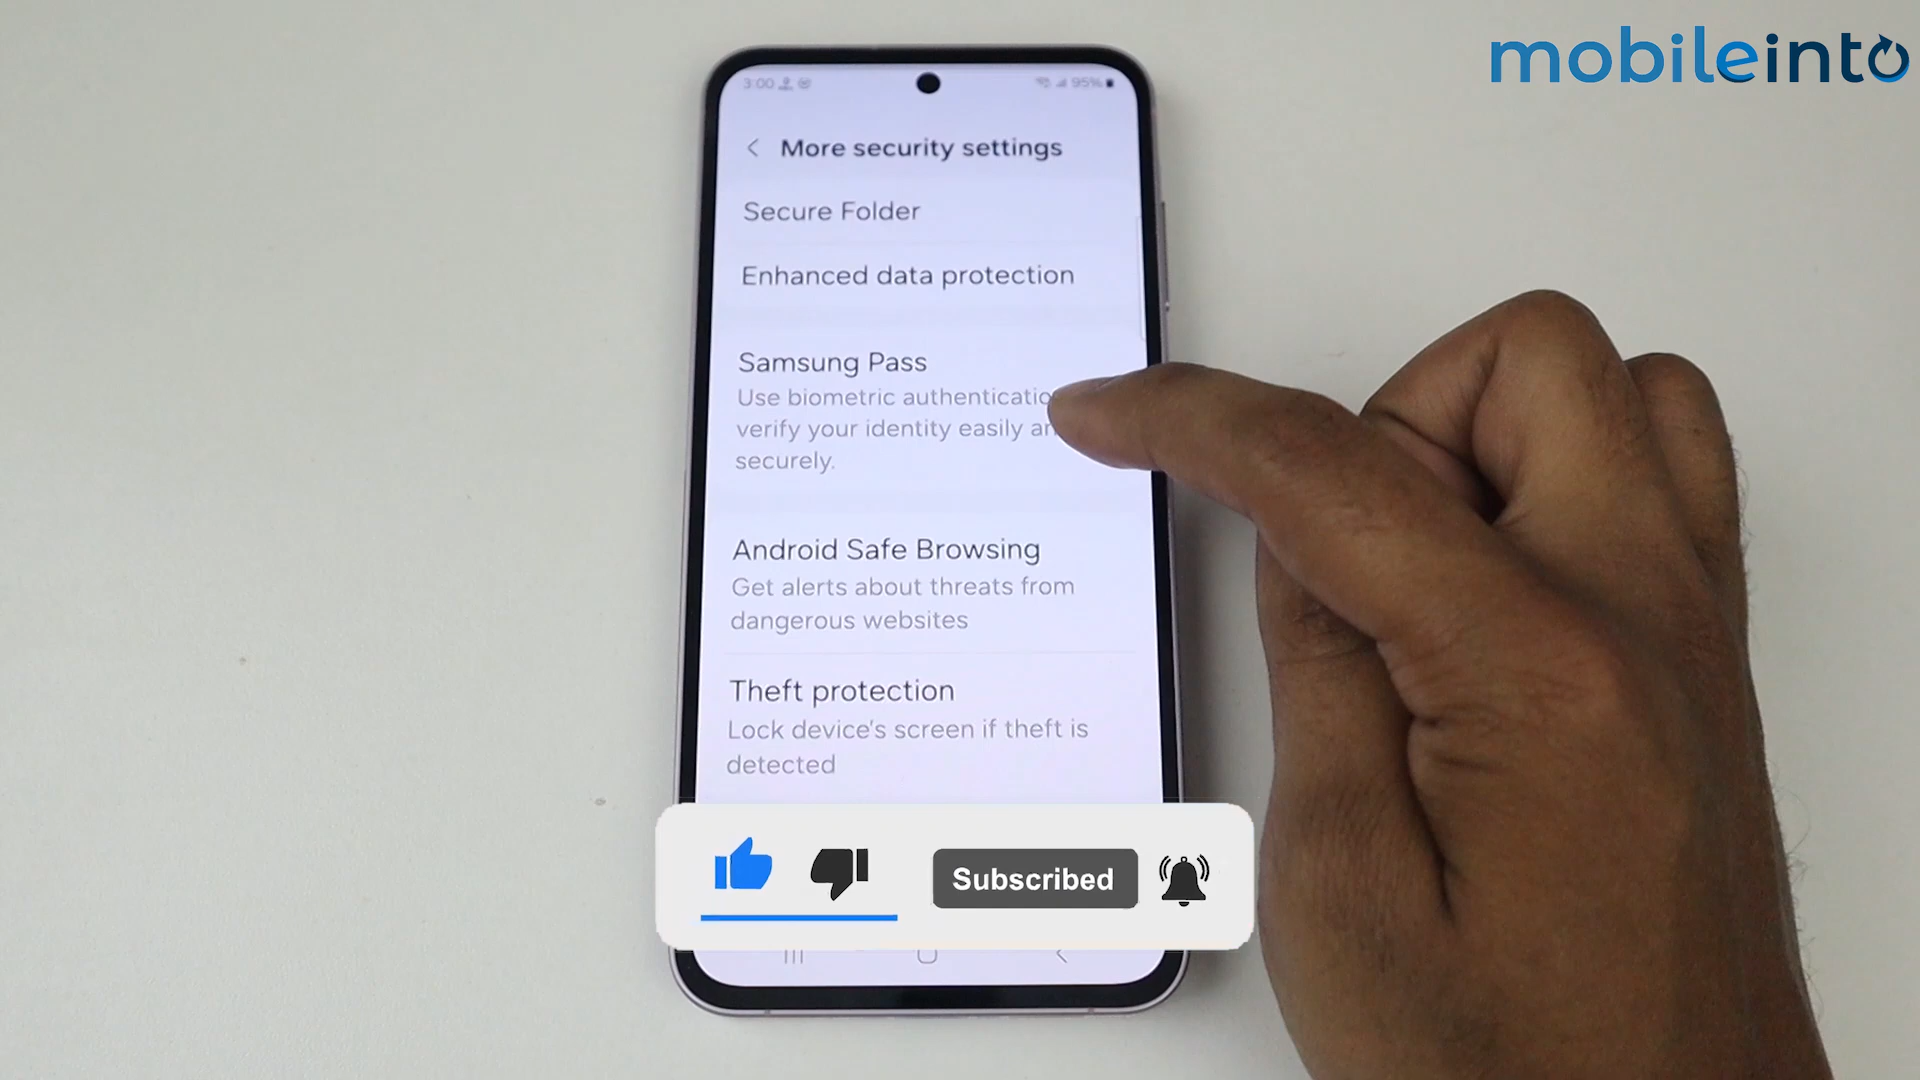 mobileinto
3:00 95%
More security settings
Secure Folder
Enhanced data protection
Samsung Pass
Use biometric authenticatio
verify your identity easily an
securely.
Android Safe Browsing
Get alerts about threats from
dangerous websites
Theft protection
Lock device's screen if theft is
detected
Subscribed